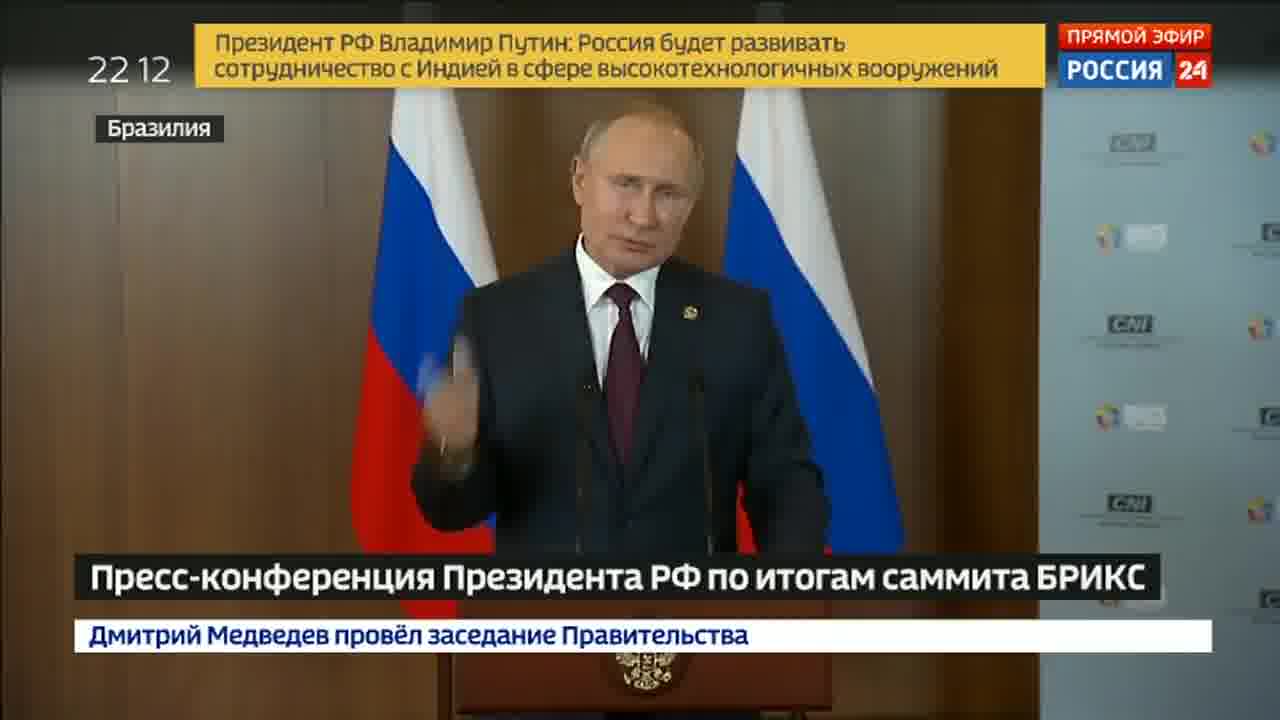 22 12
Президент РФ Владимир Путин: Россия будет развивать
сотрудничество с Индией в сфере высокотехнологичных вооружений
ПРЯМОЙ ЭФИР
РОССИЯ 24
Бразилия
CNI
CNI
CNI
Пресс-конференция Президента РФ по итогам саммита БРИКС
Дмитрий Медведев провёл заседание Правительства